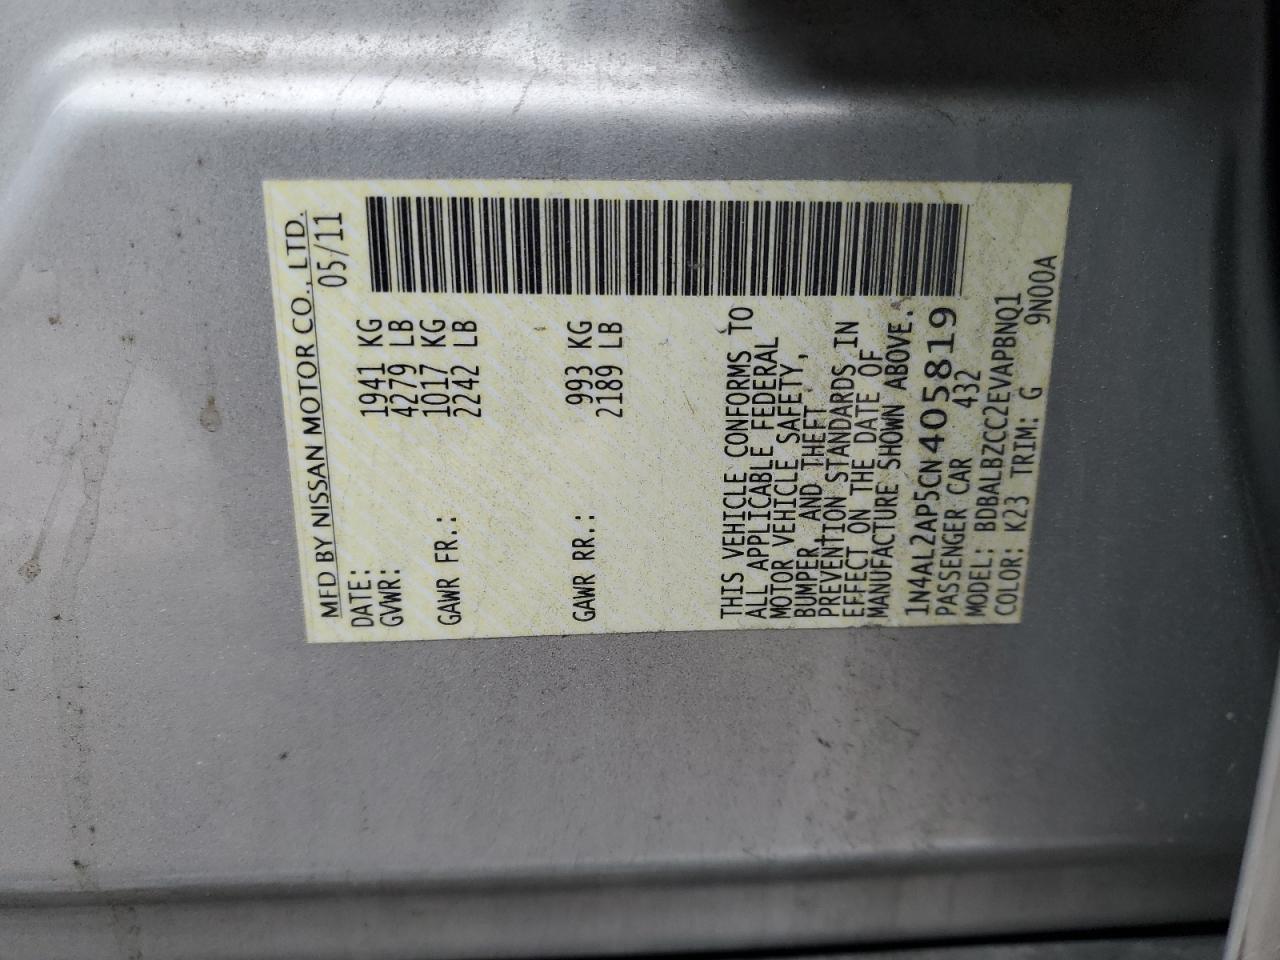 MFD BY NISSAN MOTOR CO., LTD.
DATE: 05/11
GVWR: 1941 KG
4279 LB
GAWR FR.: 1017 KG
2242 LB
GAWR RR.: 993 KG
2189 LB
THIS VEHICLE CONFORMS TO
ALL APPLICABLE FEDERAL
MOTOR VEHICLE SAFETY,
BUMPER, AND THEFT
PREVENTION STANDARDS IN
EFFECT ON THE DATE OF
MANUFACTURE SHOWN ABOVE.
1N4AL2AP5CN405819
PASSENGER CAR 432
MODEL: BDBALBZCC2EVAPBNQ1
COLOR: K23 TRIM: G 9N00A